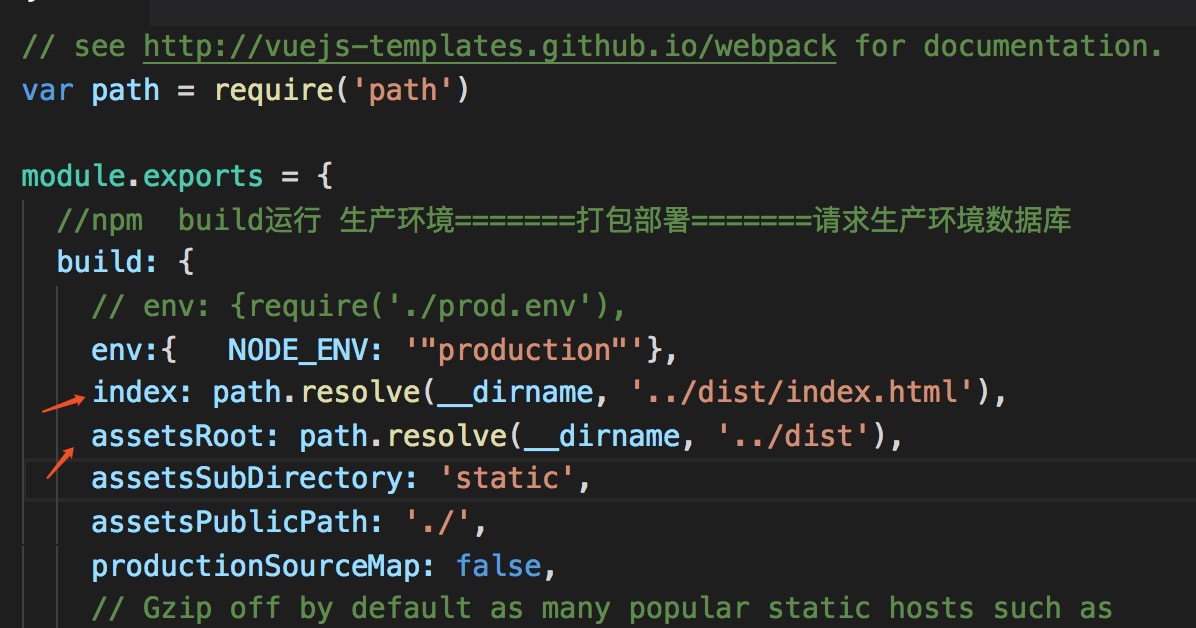 // see http://vuejs-templates.github.io/webpack for documentation.
var path = require('path')
module.exports = {
//npm  build运行 生产环境=======打包部署=======请求生产环境数据库
build: {
// env: {require('./prod.env'),
env:{   NODE_ENV: '"production"'},
index: path.resolve(__dirname, '../dist/index.html'),
assetsRoot: path.resolve(__dirname, '../dist'),
assetsSubDirectory: 'static',
assetsPublicPath: './',
productionSourceMap: false,
// Gzip off by default as many popular static hosts such as